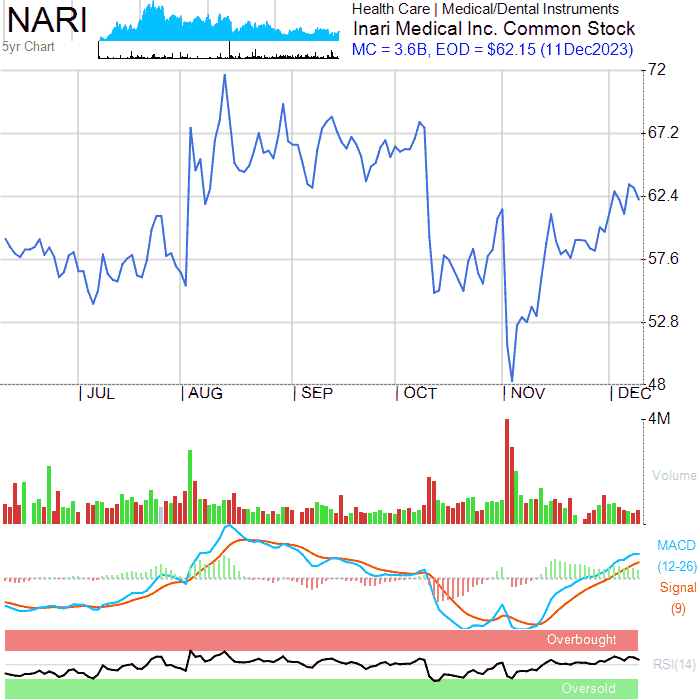 NARI
5yr Chart
Health Care | Medical/Dental Instruments
Inari Medical Inc. Common Stock
MC = 3.6B, EOD = $62.15 (11Dec2023)
72
67.2
62.4
57.6
52.8
48
JUL AUG SEP OCT NOV DEC
4M
Volume
MACD
(12-26)
Signal
(9)
Overbought
RSI(14)
Oversold